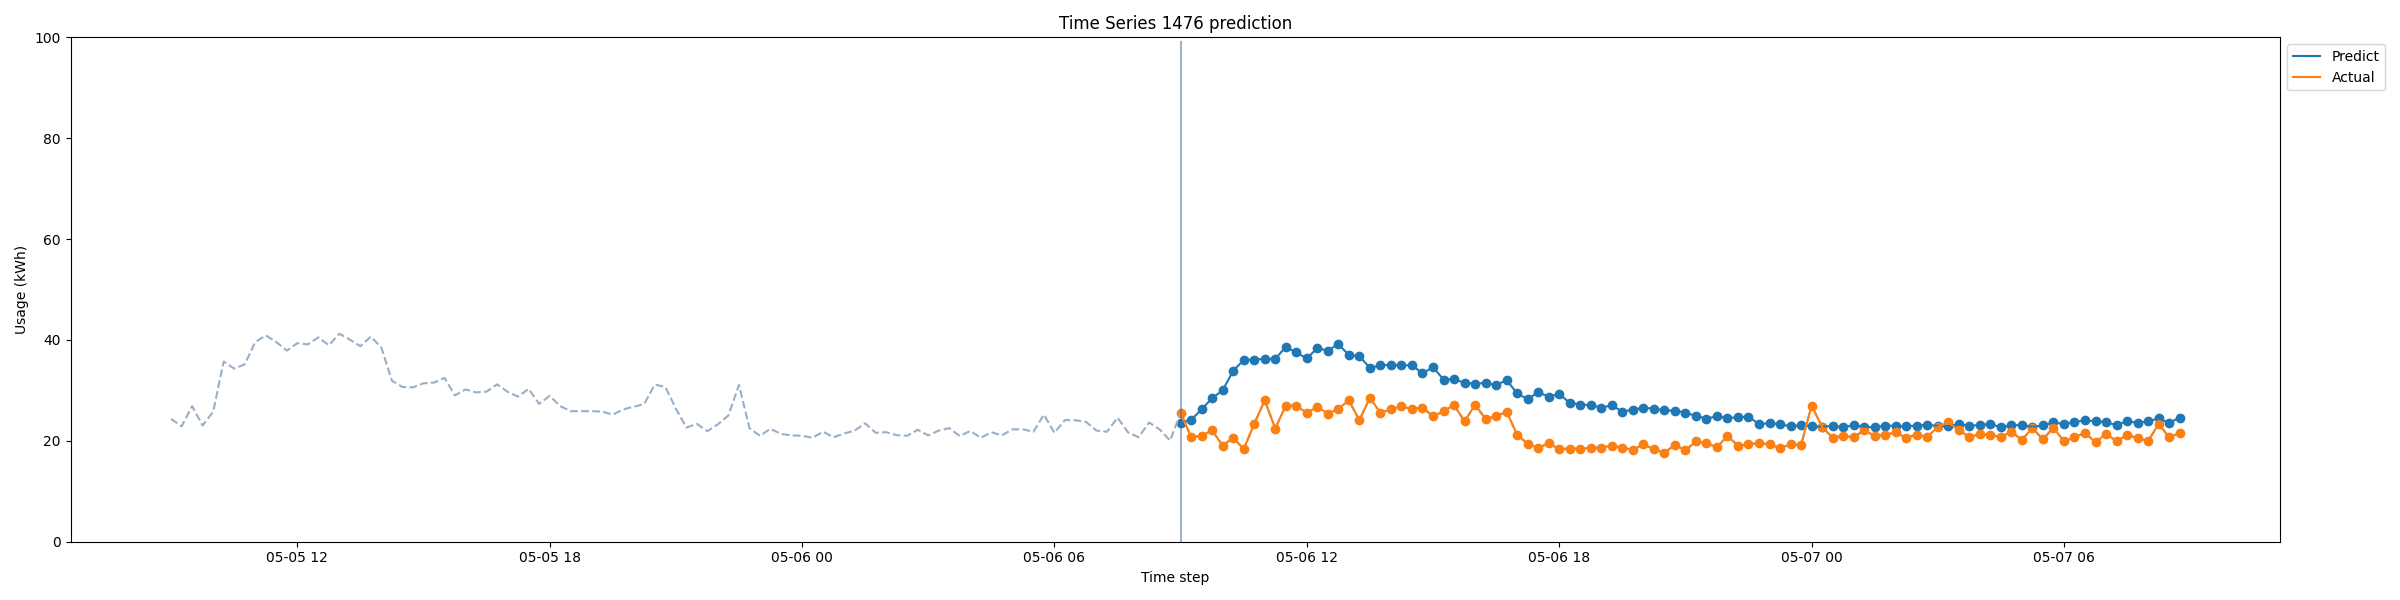 Time Series 1476 prediction
100
80
60
40
20
0
Usage (kWh)
05-05 12
05-05 18
05-06 00
05-06 06
05-06 12
05-06 18
05-07 00
05-07 06
Time step
Predict
Actual